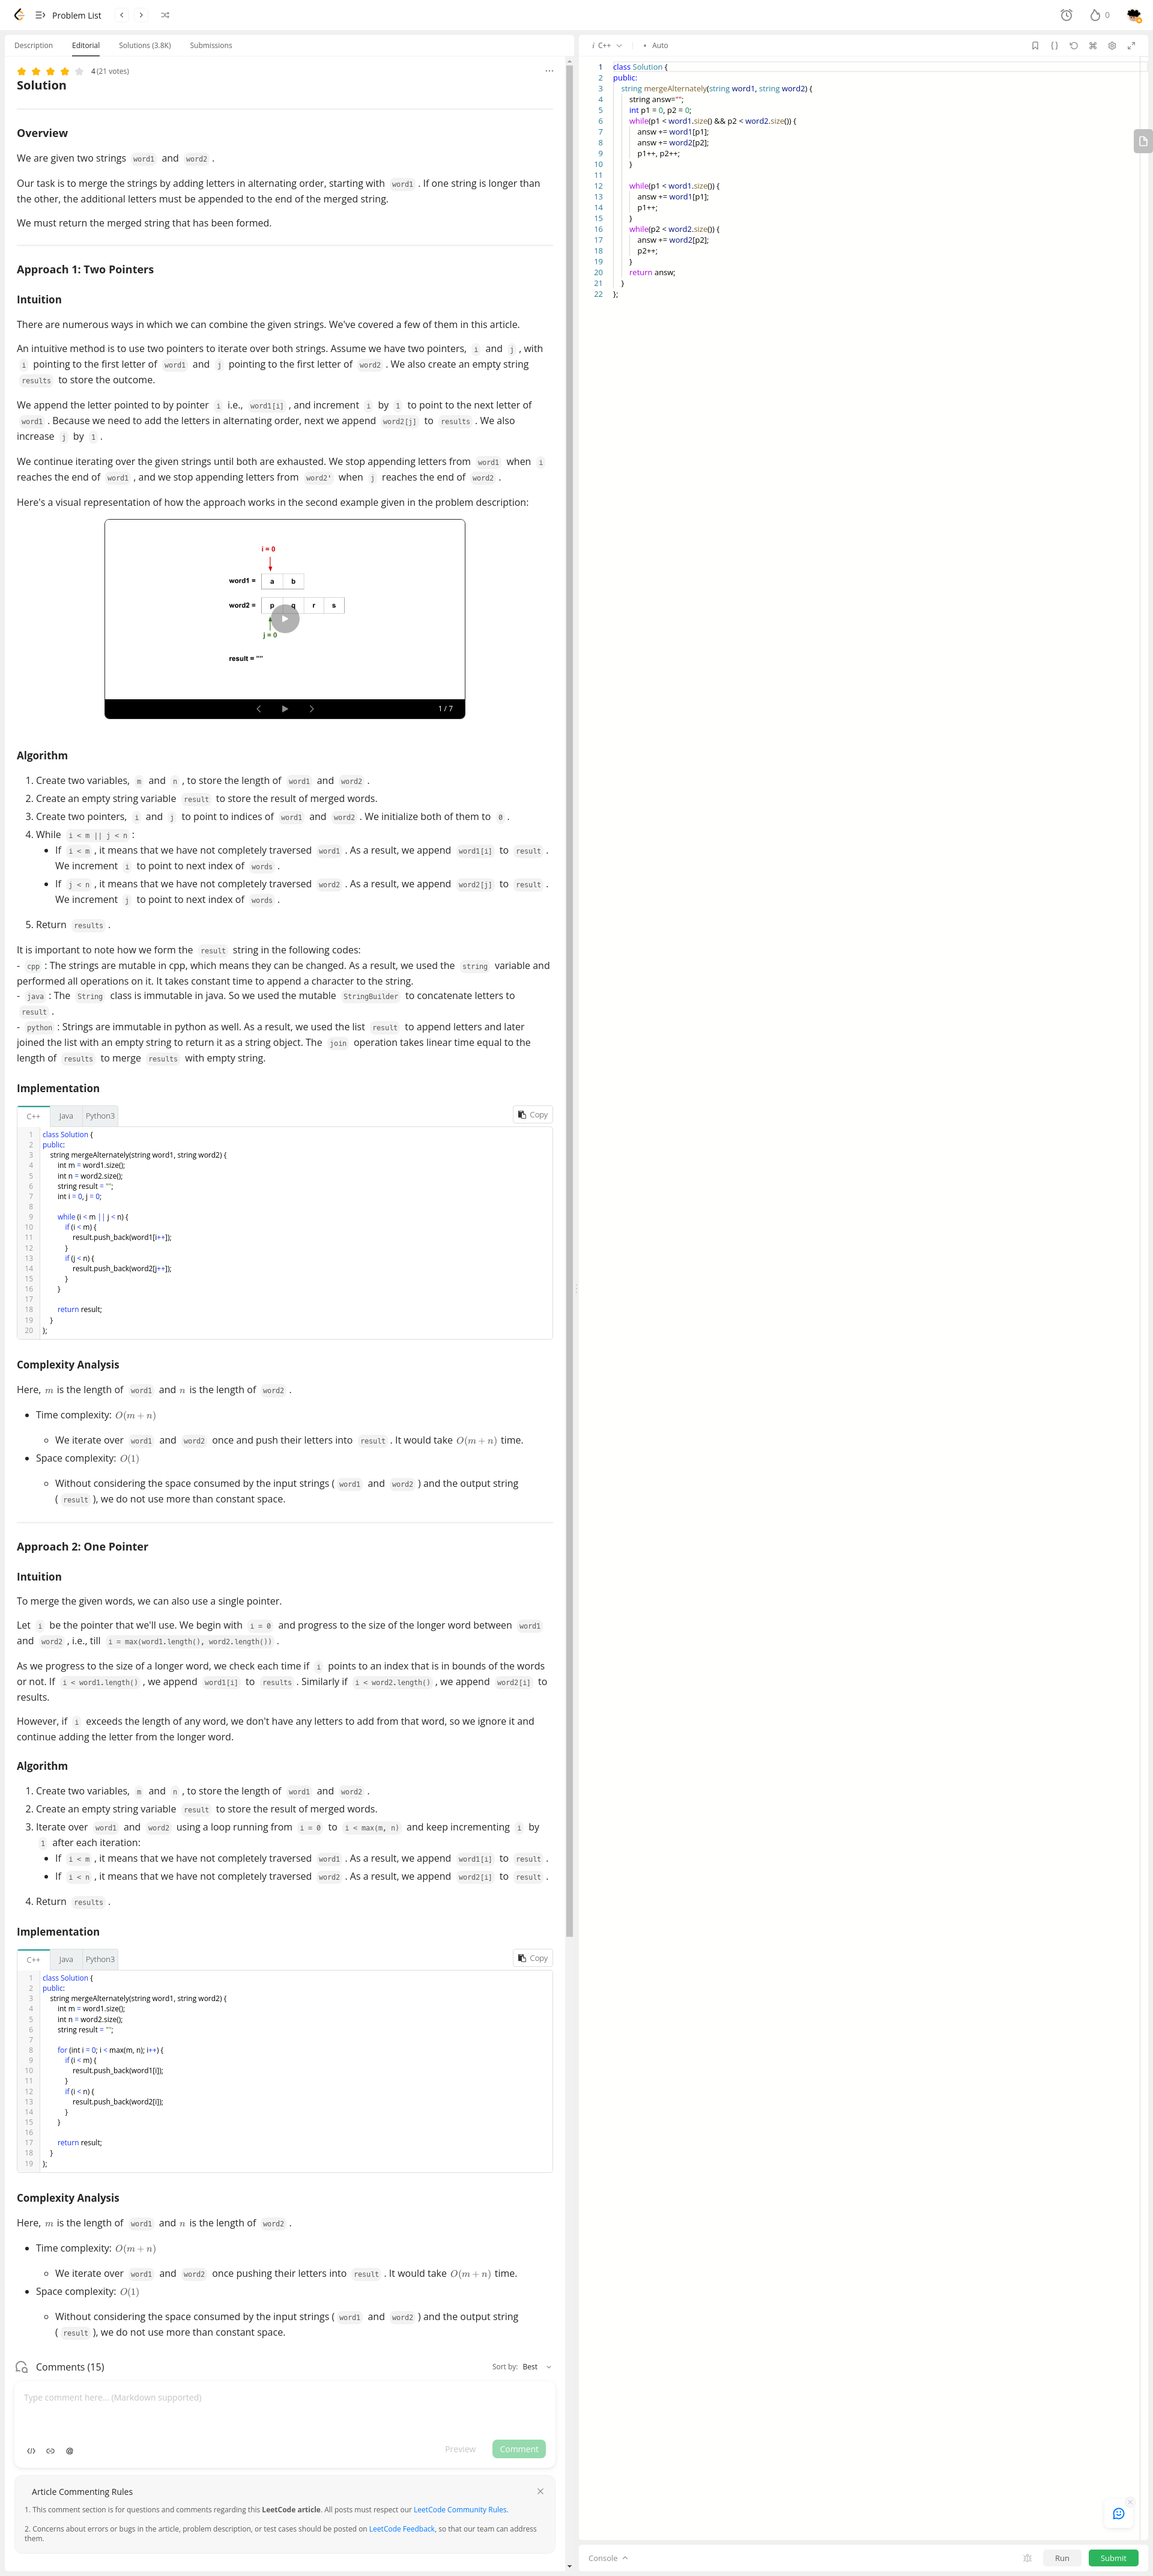 Problem List
0
Description Editorial Solutions (3.8K) Submissions
4 (21 votes)
Solution
Overview
We are given two strings word1 and word2 .
Our task is to merge the strings by adding letters in alternating order, starting with word1 . If one string is longer than
the other, the additional letters must be appended to the end of the merged string.
We must return the merged string that has been formed.
Approach 1: Two Pointers
Intuition
There are numerous ways in which we can combine the given strings. We've covered a few of them in this article.
An intuitive method is to use two pointers to iterate over both strings. Assume we have two pointers, i and j , with
i pointing to the first letter of word1 and j pointing to the first letter of word2 . We also create an empty string
results to store the outcome.
We append the letter pointed to by pointer i i.e., word1[i] , and increment i by 1 to point to the next letter of
word1 . Because we need to add the letters in alternating order, next we append word2[j] to results . We also
increase j by 1 .
We continue iterating over the given strings until both are exhausted. We stop appending letters from word1 when i
reaches the end of word1 , and we stop appending letters from word2' when j reaches the end of word2 .
Here's a visual representation of how the approach works in the second example given in the problem description:
i = 0
word1 = a b
word2 = p q r s
j = 0
result = ""
1 / 7
Algorithm
1. Create two variables, m and n , to store the length of word1 and word2 .
2. Create an empty string variable result to store the result of merged words.
3. Create two pointers, i and j to point to indices of word1 and word2 . We initialize both of them to 0 .
4. While i < m || j < n :
• If i < m , it means that we have not completely traversed word1 . As a result, we append word1[i] to result .
We increment i to point to next index of words .
• If j < n , it means that we have not completely traversed word2 . As a result, we append word2[j] to result .
We increment j to point to next index of words .
5. Return results .
It is important to note how we form the result string in the following codes:
- cpp : The strings are mutable in cpp, which means they can be changed. As a result, we used the string variable and
performed all operations on it. It takes constant time to append a character to the string.
- java : The String class is immutable in java. So we used the mutable StringBuilder to concatenate letters to
result .
- python : Strings are immutable in python as well. As a result, we used the list result to append letters and later
joined the list with an empty string to return it as a string object. The join operation takes linear time equal to the
length of results to merge results with empty string.
Implementation
C++ Java Python3 Copy
1 class Solution {
2 public:
3 string mergeAlternately(string word1, string word2) {
4 int m = word1.size();
5 int n = word2.size();
6 string result = "";
7 int i = 0, j = 0;
8
9 while (i < m || j < n) {
10 if (i < m) {
11 result.push_back(word1[i++]);
12 }
13 if (j < n) {
14 result.push_back(word2[j++]);
15 }
16 }
17
18 return result;
19 }
20 };
Complexity Analysis
Here, m is the length of word1 and n is the length of word2 .
• Time complexity: O(m + n)
◦ We iterate over word1 and word2 once and push their letters into result . It would take O(m + n) time.
• Space complexity: O(1)
◦ Without considering the space consumed by the input strings ( word1 and word2 ) and the output string
( result ), we do not use more than constant space.
Approach 2: One Pointer
Intuition
To merge the given words, we can also use a single pointer.
Let i be the pointer that we'll use. We begin with i = 0 and progress to the size of the longer word between word1
and word2 , i.e., till i = max(word1.length(), word2.length()) .
As we progress to the size of a longer word, we check each time if i points to an index that is in bounds of the words
or not. If i < word1.length() , we append word1[i] to results . Similarly if i < word2.length() , we append word2[i] to
results.
However, if i exceeds the length of any word, we don't have any letters to add from that word, so we ignore it and
continue adding the letter from the longer word.
Algorithm
1. Create two variables, m and n , to store the length of word1 and word2 .
2. Create an empty string variable result to store the result of merged words.
3. Iterate over word1 and word2 using a loop running from i = 0 to i < max(m, n) and keep incrementing i by
1 after each iteration:
• If i < m , it means that we have not completely traversed word1 . As a result, we append word1[i] to result .
• If i < n , it means that we have not completely traversed word2 . As a result, we append word2[i] to result .
4. Return results .
Implementation
C++ Java Python3 Copy
1 class Solution {
2 public:
3 string mergeAlternately(string word1, string word2) {
4 int m = word1.size();
5 int n = word2.size();
6 string result = "";
7
8 for (int i = 0; i < max(m, n); i++) {
9 if (i < m) {
10 result.push_back(word1[i]);
11 }
12 if (i < n) {
13 result.push_back(word2[i]);
14 }
15 }
16
17 return result;
18 }
19 };
Complexity Analysis
Here, m is the length of word1 and n is the length of word2 .
• Time complexity: O(m + n)
◦ We iterate over word1 and word2 once pushing their letters into result . It would take O(m + n) time.
• Space complexity: O(1)
◦ Without considering the space consumed by the input strings ( word1 and word2 ) and the output string
( result ), we do not use more than constant space.
Comments (15) Sort by: Best
Type comment here... (Markdown supported)
Preview Comment
Article Commenting Rules
1. This comment section is for questions and comments regarding this LeetCode article. All posts must respect our LeetCode Community Rules.
2. Concerns about errors or bugs in the article, problem description, or test cases should be posted on LeetCode Feedback, so that our team can address
them.
i C++ • Auto
1 class Solution {
2 public:
3 string mergeAlternately(string word1, string word2) {
4 string answ="";
5 int p1 = 0, p2 = 0;
6 while(p1 < word1.size() && p2 < word2.size()) {
7 answ += word1[p1];
8 answ += word2[p2];
9 p1++, p2++;
10 }
11
12 while(p1 < word1.size()) {
13 answ += word1[p1];
14 p1++;
15 }
16 while(p2 < word2.size()) {
17 answ += word2[p2];
18 p2++;
19 }
20 return answ;
21 }
22 };
Console Run Submit